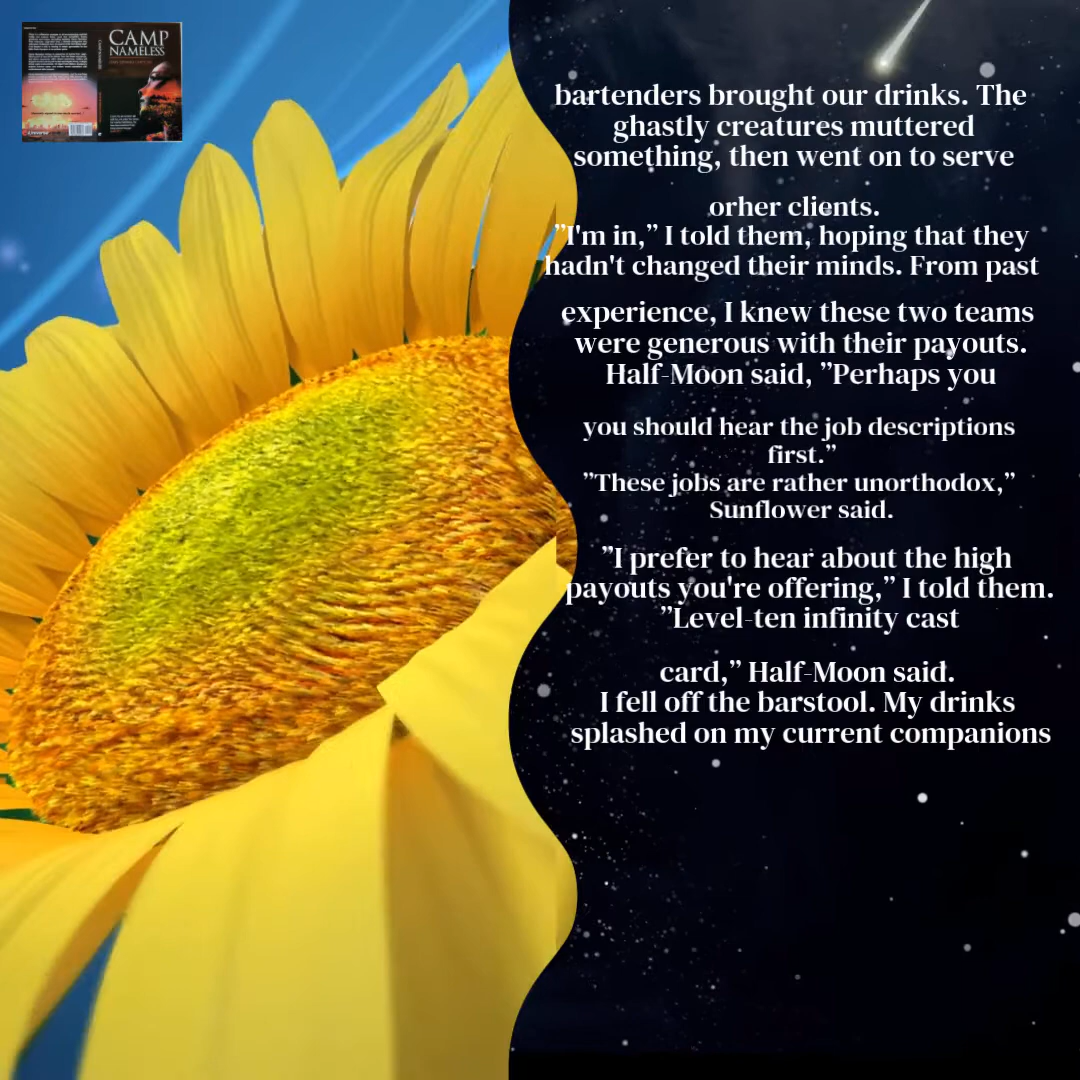 CAMP
NAMELESS
bartenders brought our drinks. The
ghastly creatures muttered
something, then went on to serve
orher clients.
”I'm in,” I told them, hoping that they
hadn't changed their minds. From past
experience, I knew these two teams
were generous with their payouts.
Half-Moon said, ”Perhaps you
you should hear the job descriptions
first.”
”These jobs are rather unorthodox,”
Sunflower said.
”I prefer to hear about the high
payouts you're offering,” I told them.
”Level-ten infinity cast
card,” Half-Moon said.
I fell off the barstool. My drinks
splashed on my current companions